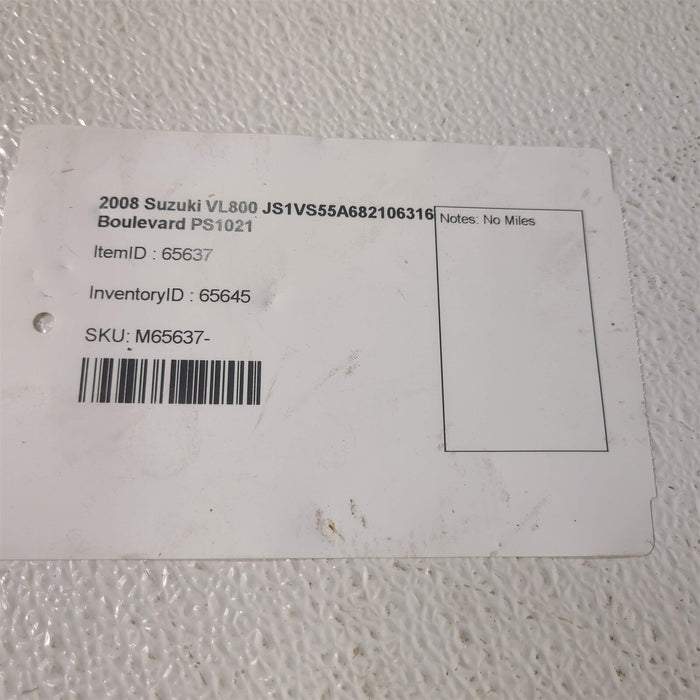 2008 Suzuki VL800 JS1VS55A682106316
Boulevard PS1021
ItemID : 65637
InventoryID : 65645
SKU: M65637-
Notes: No Miles